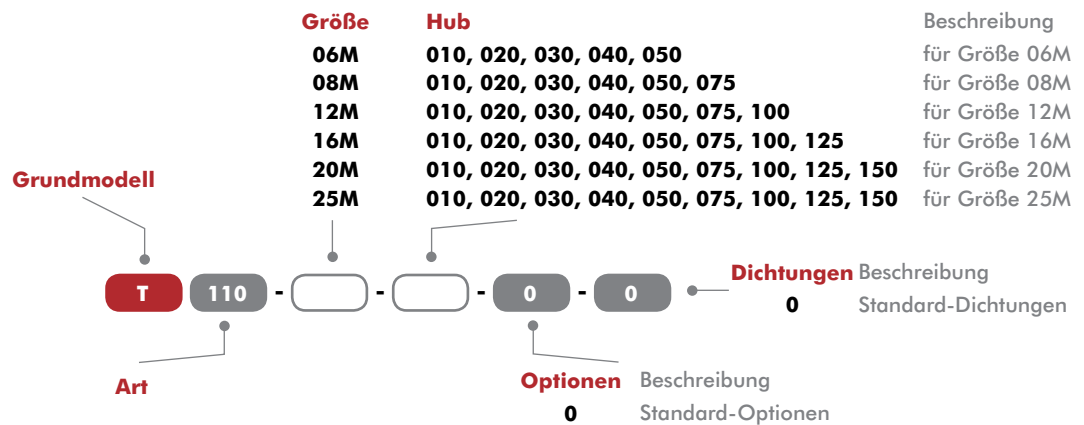 Größe Hub Beschreibung
06M 010, 020, 030, 040, 050 für Größe 06M
08M 010, 020, 030, 040, 050, 075 für Größe 08M
12M 010, 020, 030, 040, 050, 075, 100 für Größe 12M
16M 010, 020, 030, 040, 050, 075, 100, 125 für Größe 16M
20M 010, 020, 030, 040, 050, 075, 100, 125, 150 für Größe 20M
25M 010, 020, 030, 040, 050, 075, 100, 125, 150 für Größe 25M
Grundmodell
T 110 - - - 0 - 0
Dichtungen Beschreibung
0 Standard-Dichtungen
Art
Optionen Beschreibung
0 Standard-Optionen